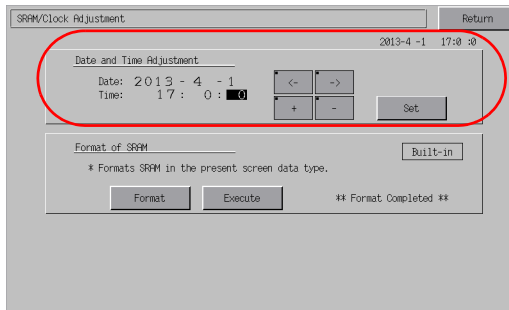 SRAM/Clock Adjustment
Return
2013-4 -1 17:0 :0
Date and Time Adjustment
Date: 2013 - 4 - 1
<- ->
Time: 17: 0: 0
+ - Set
Format of SRAM
Built-in
* Formats SRAM in the present screen data type.
Format Execute ** Format Completed **